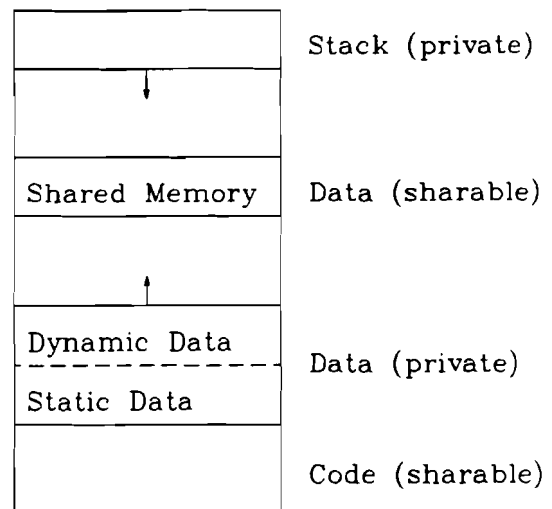 Stack (private)
Shared Memory
Data (sharable)
Dynamic Data
Data (private)
Static Data
Code (sharable)